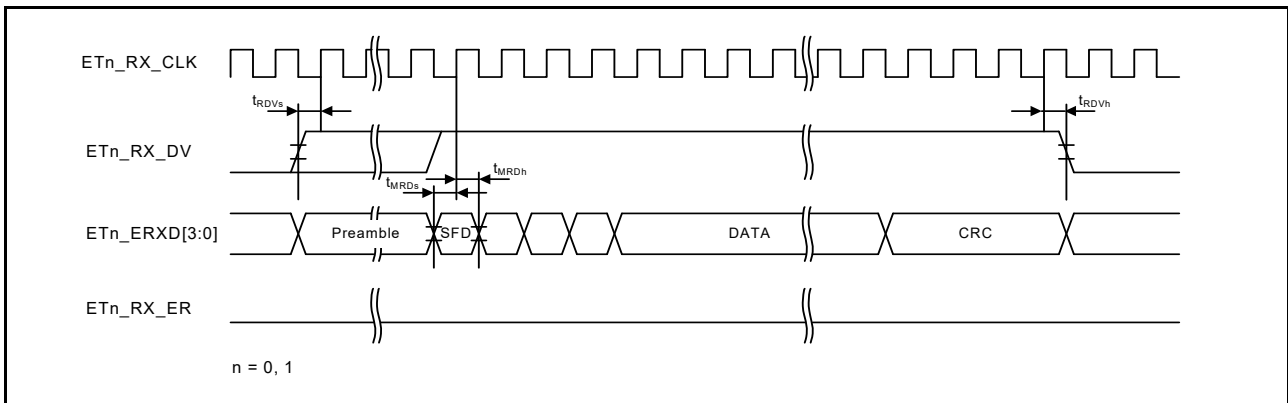 ETn_RX_CLK
tRDVs
tRDVh
ETn_RX_DV
tMRDs
tMRDh
ETn_ERXD[3:0]
Preamble
SFD
DATA
CRC
ETn_RX_ER
n = 0, 1